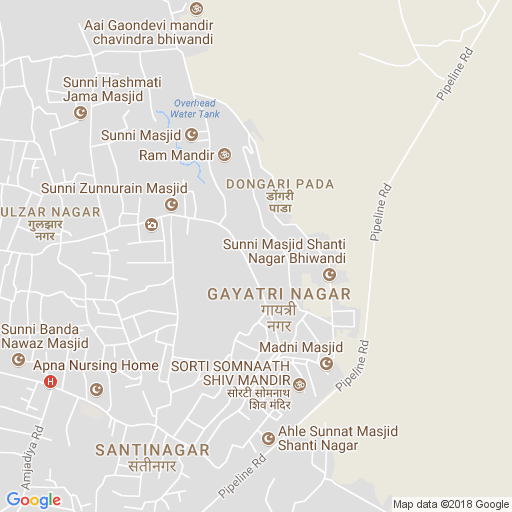 Aai Gaondevi mandir
chavindra bhiwandi
Pipeline Rd
Sunni Hashmati
Jama Masjid
Overhead
Water Tank
Sunni Masjid
Ram Mandir
DONGARI PADA
डोंगरी
पाडा
Sunni Zunnurain Masjid
Pipeline Rd
ULZAR NAGAR
गुलझार
नगर
Sunni Masjid Shanti
Nagar Bhiwandi
GAYATRI NAGAR
गायत्री
नगर
Sunni Banda
Nawaz Masjid
Madni Masjid
Apna Nursing Home
H
SORTI SOMNAATH
SHIV MANDIR
सोरटी सोमनाथ
शिव मंदिर
Pipeline Rd
Amjadiya Rd
Ahle Sunnat Masjid
Shanti Nagar
SANTINAGAR
संतीनगर
Pipeline Rd
Google
Map data ©2018 Google